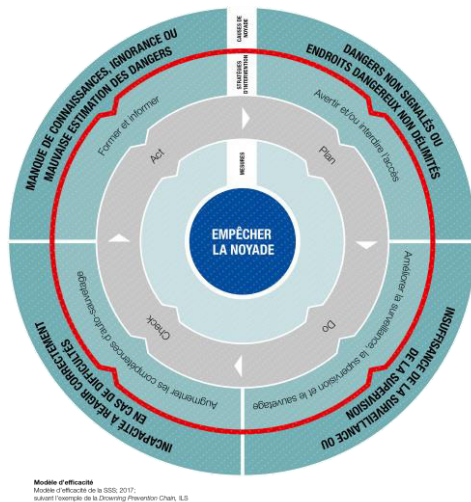 CAUSES DE
NOYADE
STRATÉGIES
D'INTERVENTION
MESURES
MANQUE DE CONNAISSANCES, IGNORANCE OU
MAUVAISE ESTIMATION DES DANGERS
DANGERS NON SIGNALÉS OU
ENDROITS DANGEREUX NON DÉLIMITÉS
Former et informer
Avertir et/ou interdire l'accès
Act
Plan
EMPÊCHER
LA NOYADE
Check
Do
Augmenter les compétences d'auto-sauvetage
Améliorer la surveillance, la supervision et le sauvetage
INCAPACITÉ À RÉAGIR CORRECTEMENT
EN CAS DE DIFFICULTÉS
INSUFFISANCE DE LA SURVEILLANCE OU
DE LA SUPERVISION
Modèle d'efficacité
Modèle d'efficacité de la SSS; 2017;
suivant l'exemple de la Drowning Prevention Chain, ILS